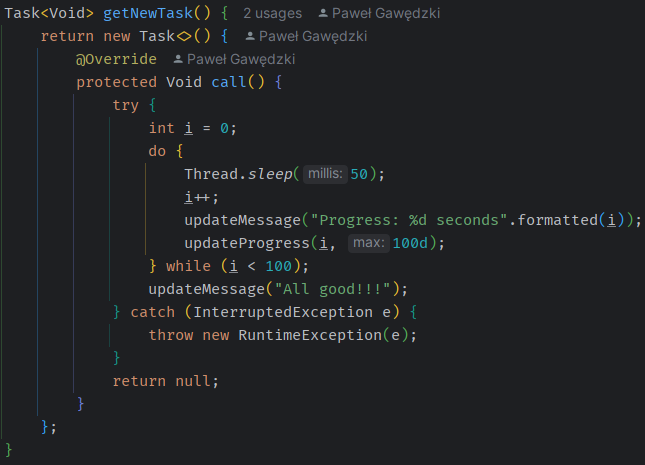 Task<Void> getNewTask() { 2 usages Paweł Gawędzki
return new Task<>() { Paweł Gawędzki
@Override Paweł Gawędzki
protected Void call() {
try {
int i = 0;
do {
Thread.sleep( millis: 50);
i++;
updateMessage("Progress: %d seconds".formatted(i));
updateProgress(i, max: 100d);
} while (i < 100);
updateMessage("All good!!!");
} catch (InterruptedException e) {
throw new RuntimeException(e);
}
return null;
}
};
}